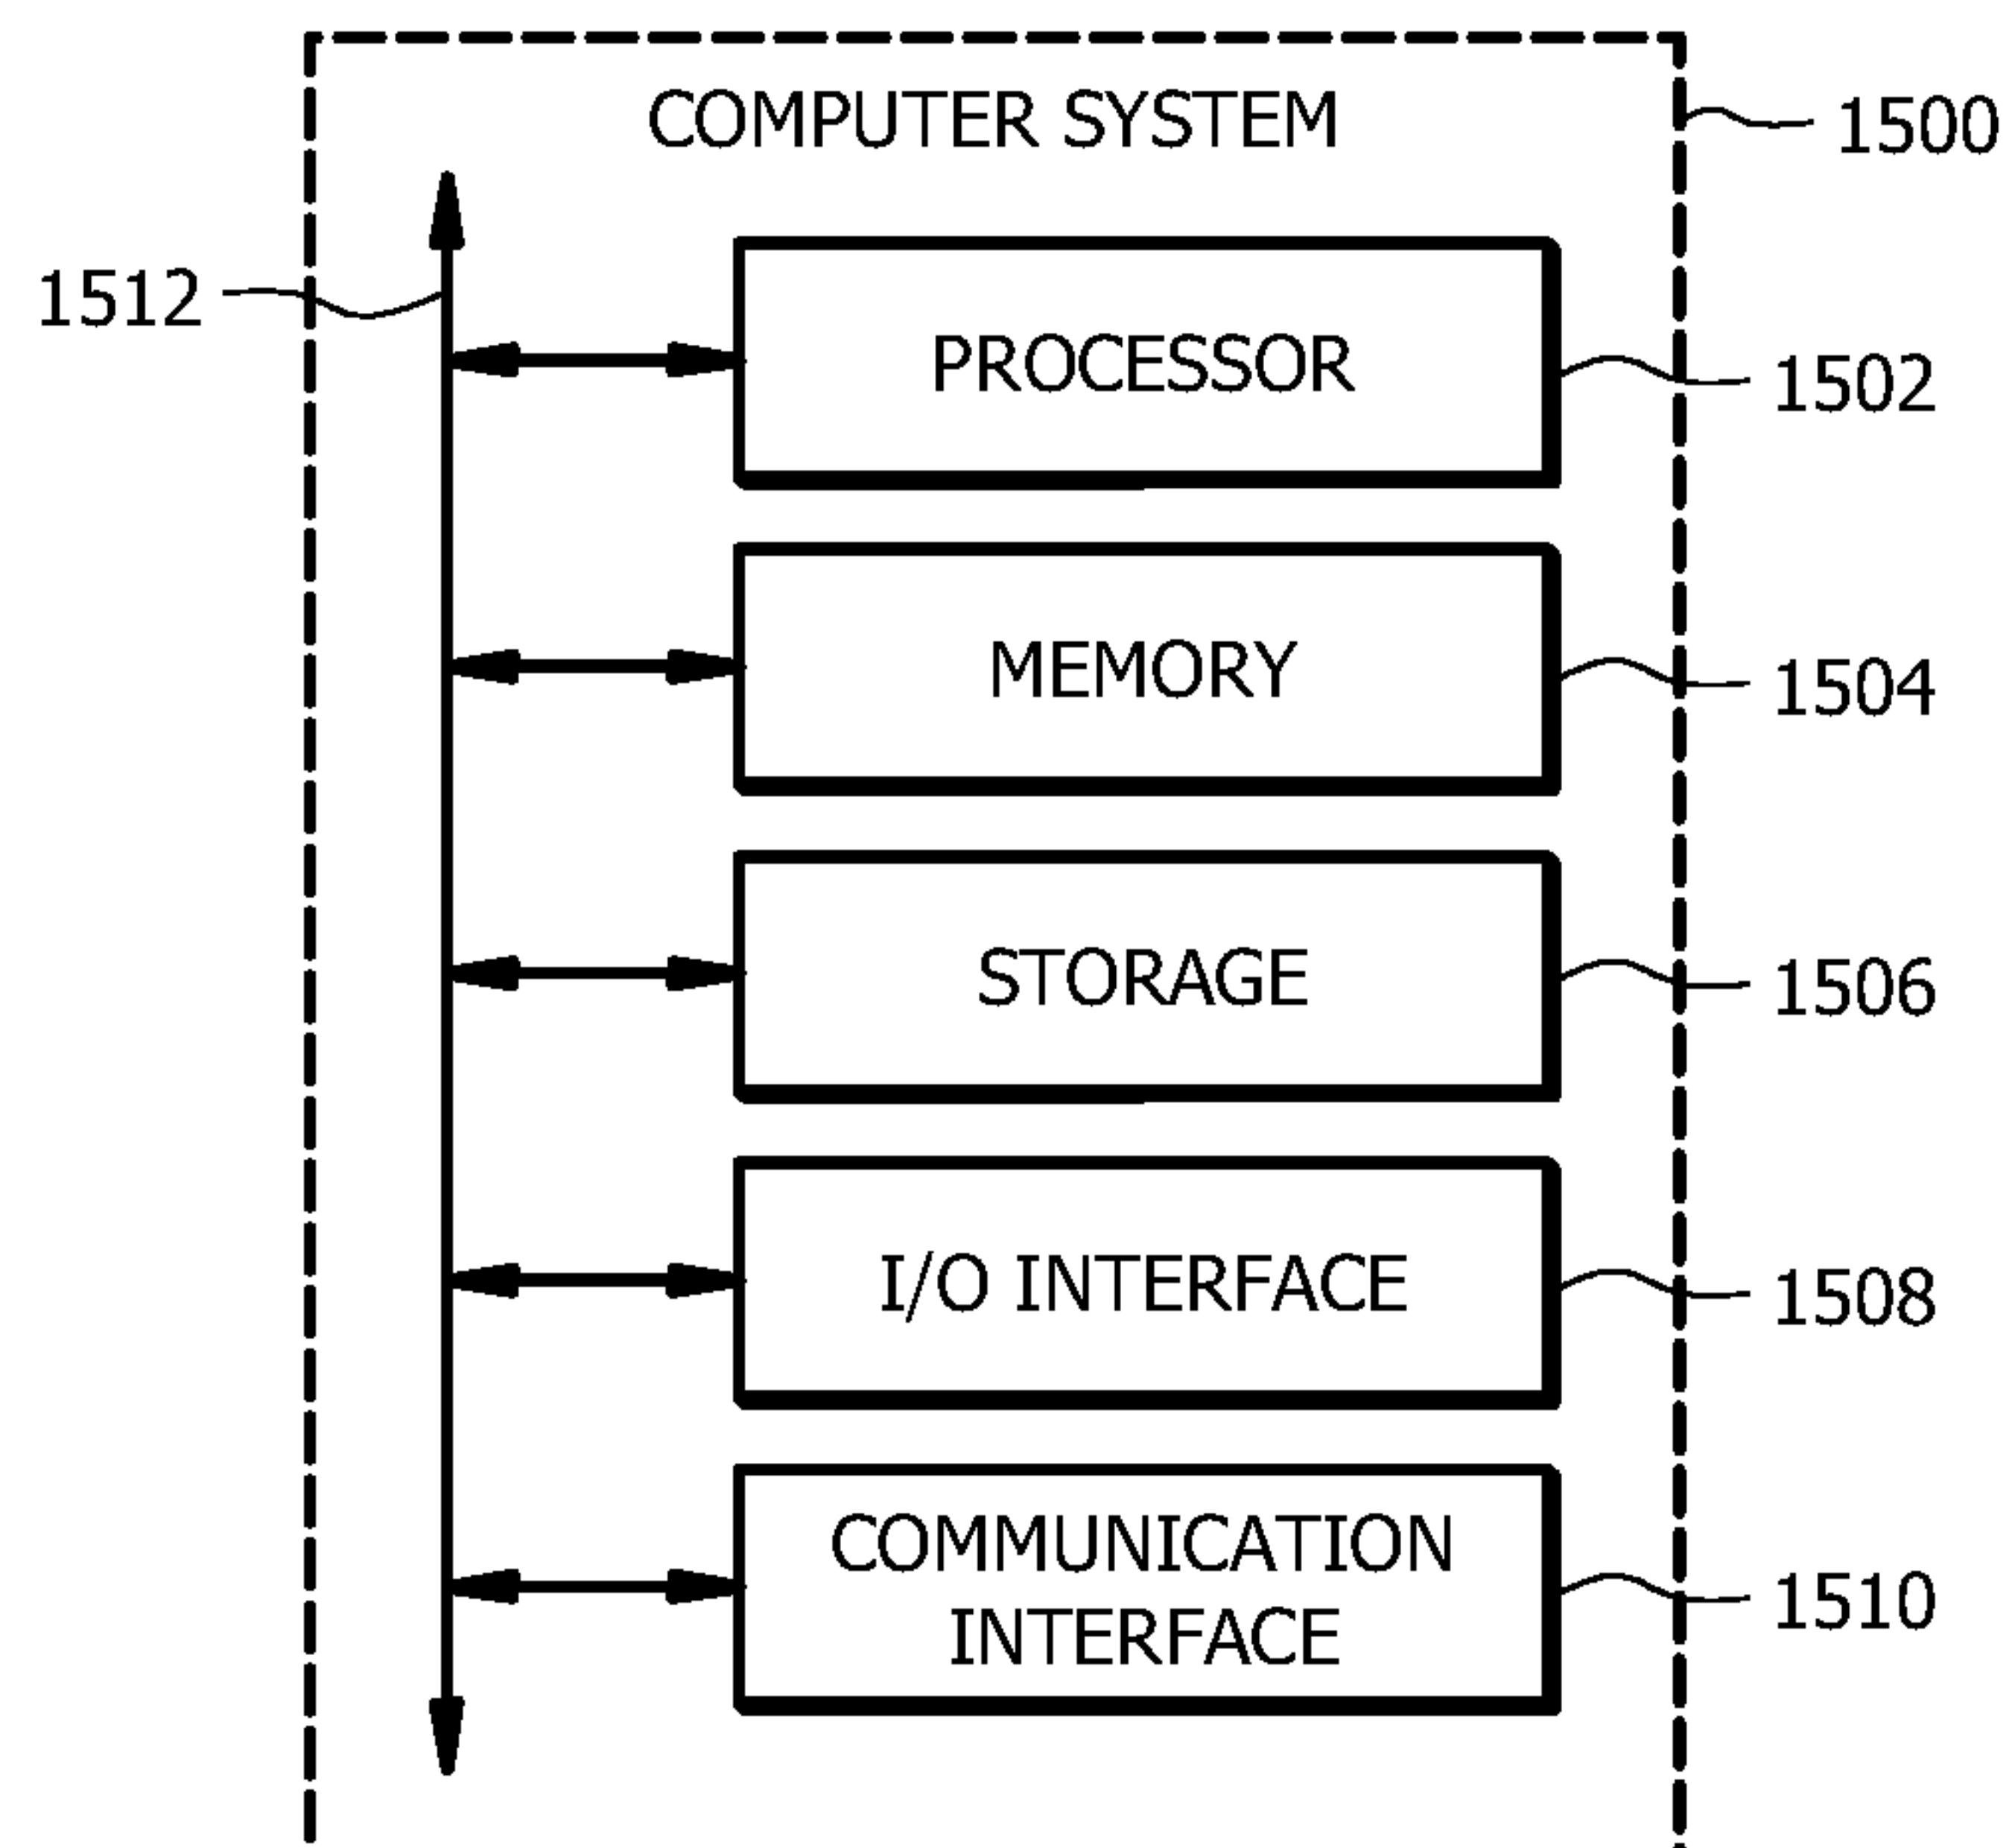 COMPUTER SYSTEM
1500
1512
PROCESSOR
1502
MEMORY
1504
STORAGE
1506
I/O INTERFACE
1508
COMMUNICATION
INTERFACE
1510